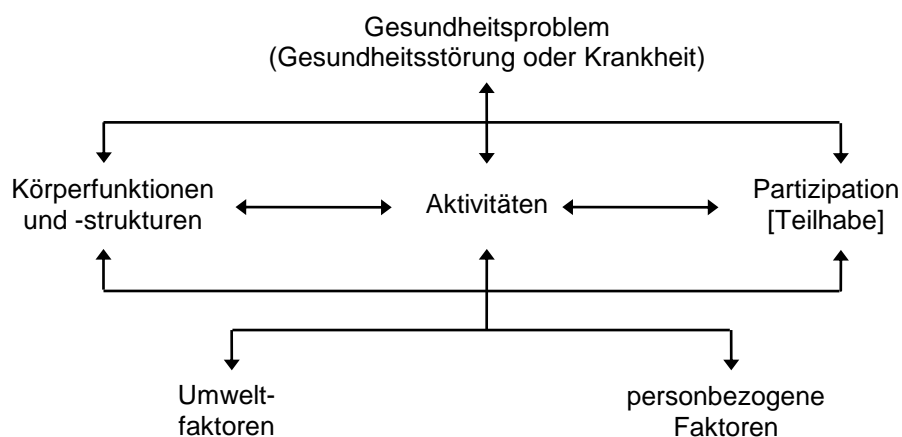 Gesundheitsproblem
(Gesundheitsstörung oder Krankheit)
Körperfunktionen
und -strukturen
Aktivitäten
Partizipation
[Teilhabe]
Umwelt-
faktoren
personbezogene
Faktoren